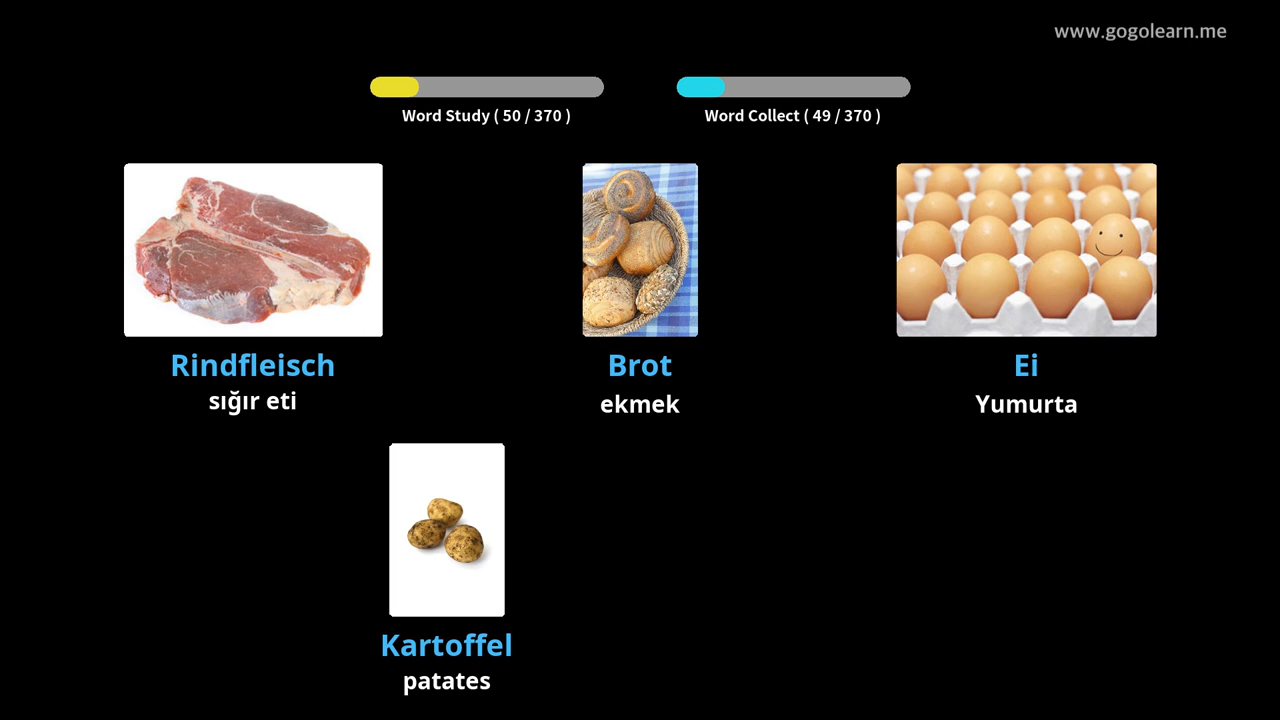 www.gogolearn.me
Word Study ( 50 / 370 )
Word Collect ( 49 / 370 )
Rindfleisch
sığır eti
Brot
ekmek
Ei
Yumurta
Kartoffel
patates